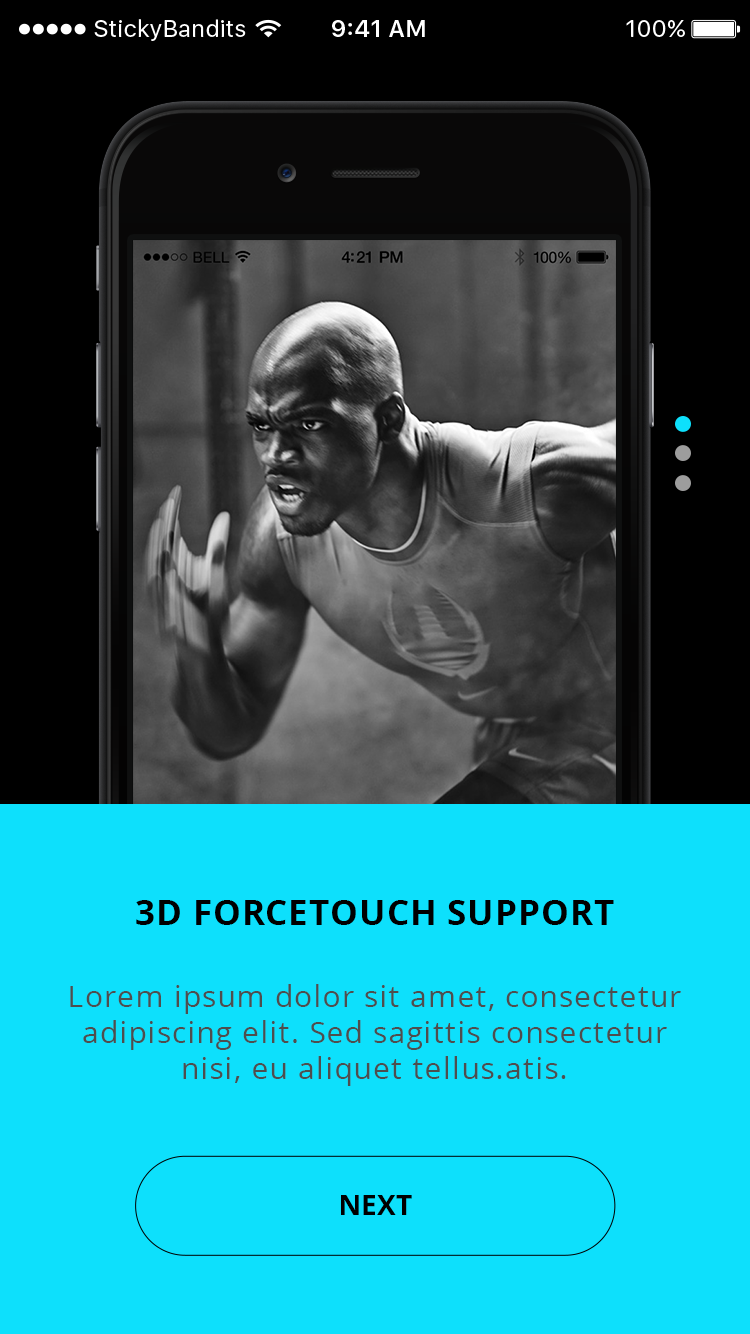 StickyBandits 9:41 AM 100%
BELL 4:21 PM 100%
3D FORCETOUCH SUPPORT
Lorem ipsum dolor sit amet, consectetur
adipiscing elit. Sed sagittis consectetur
nisi, eu aliquet tellus.atis.
NEXT